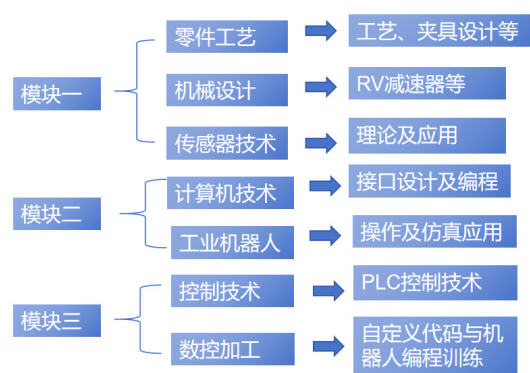 零件工艺
工艺、夹具设计等
模块一
机械设计
RV减速器等
传感器技术
理论及应用
计算机技术
接口设计及编程
模块二
工业机器人
操作及仿真应用
控制技术
PLC控制技术
模块三
数控加工
自定义代码与机
器人编程训练